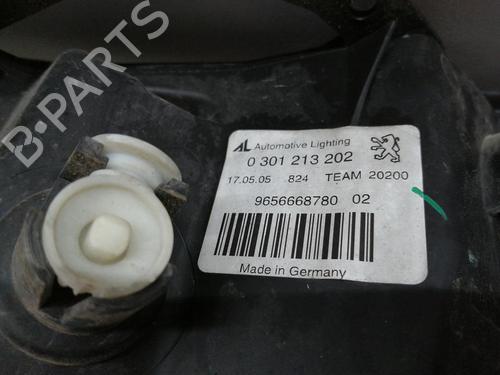 B-PARTS
AL Automotive Lighting
0 301 213 202
17.05.05 824 TEAM 20200
9656668780 02
Made in Germany